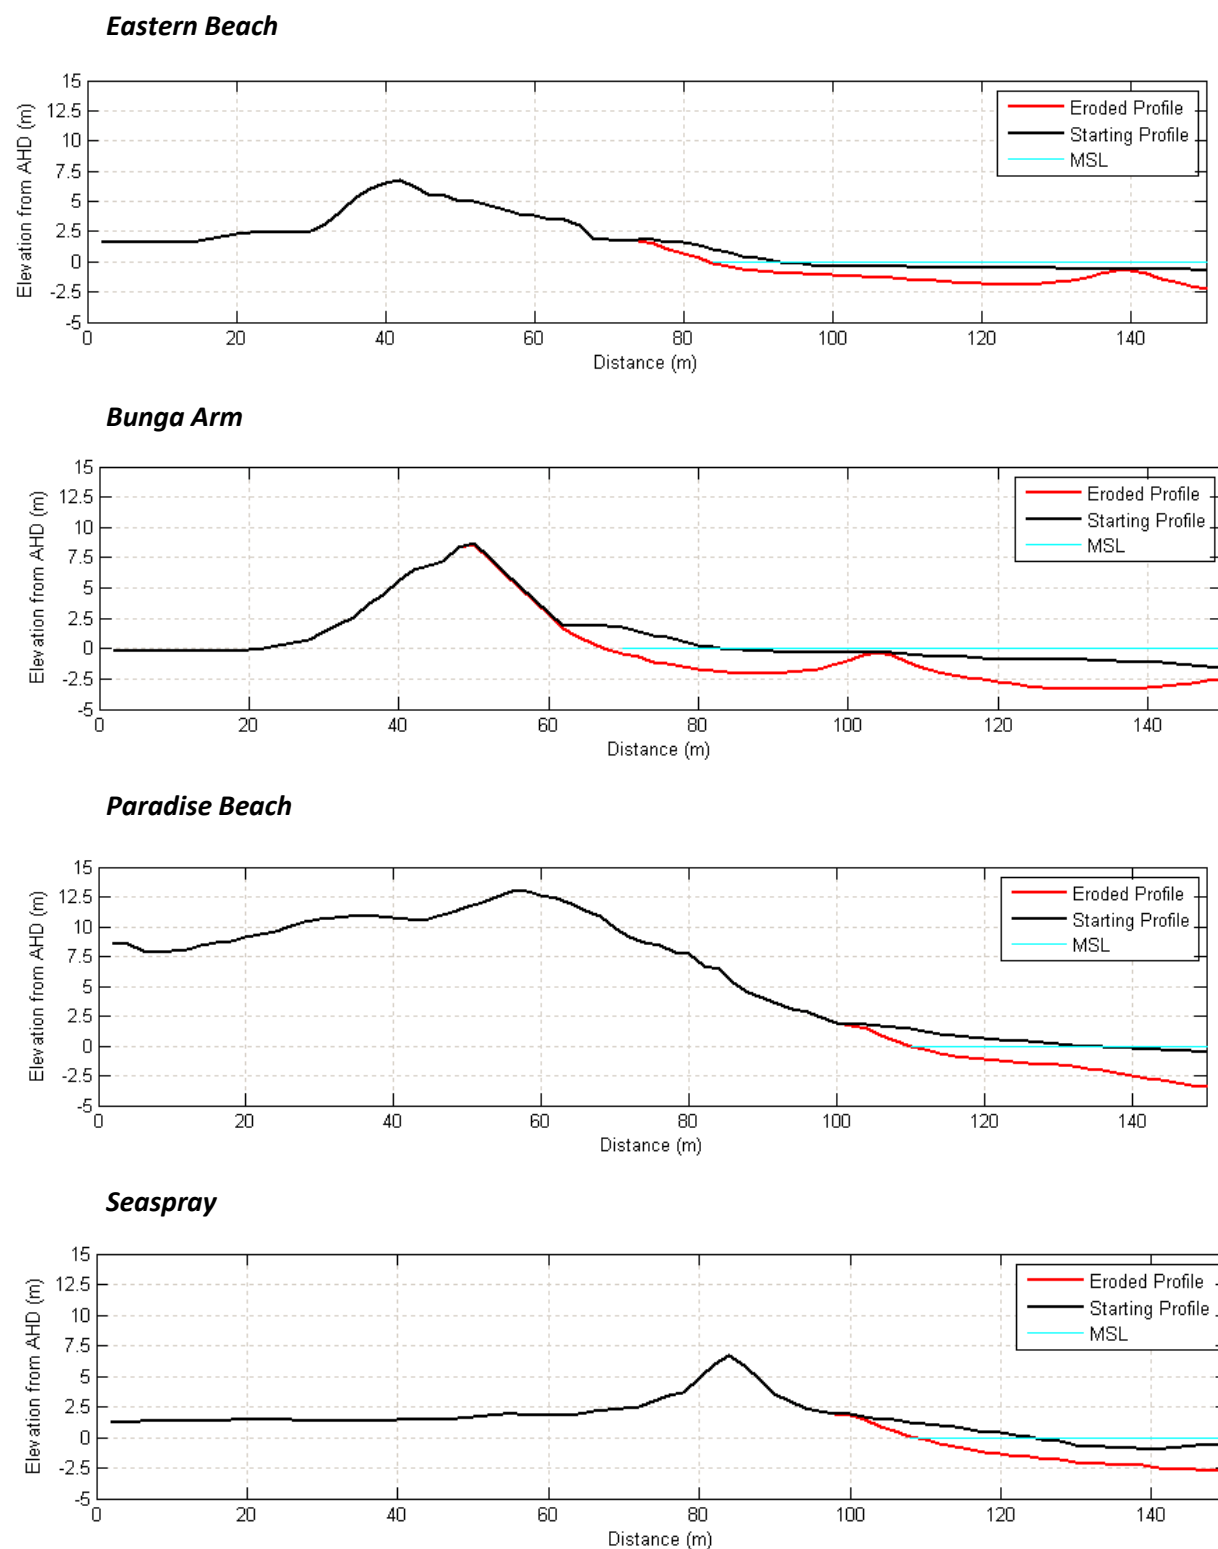 Eastern Beach
Elevation from AHD (m)
15
12.5
10
7.5
5
2.5
0
-2.5
-5
Eroded Profile
Starting Profile
MSL
0 20 40 60 80 100 120 140
Distance (m)
Bunga Arm
Elevation from AHD (m)
15
12.5
10
7.5
5
2.5
0
-2.5
-5
Eroded Profile
Starting Profile
MSL
0 20 40 60 80 100 120 140
Distance (m)
Paradise Beach
Elevation from AHD (m)
15
12.5
10
7.5
5
2.5
0
-2.5
-5
Eroded Profile
Starting Profile
MSL
0 20 40 60 80 100 120 140
Distance (m)
Seaspray
Elevation from AHD (m)
15
12.5
10
7.5
5
2.5
0
-2.5
-5
Eroded Profile
Starting Profile
MSL
0 20 40 60 80 100 120 140
Distance (m)